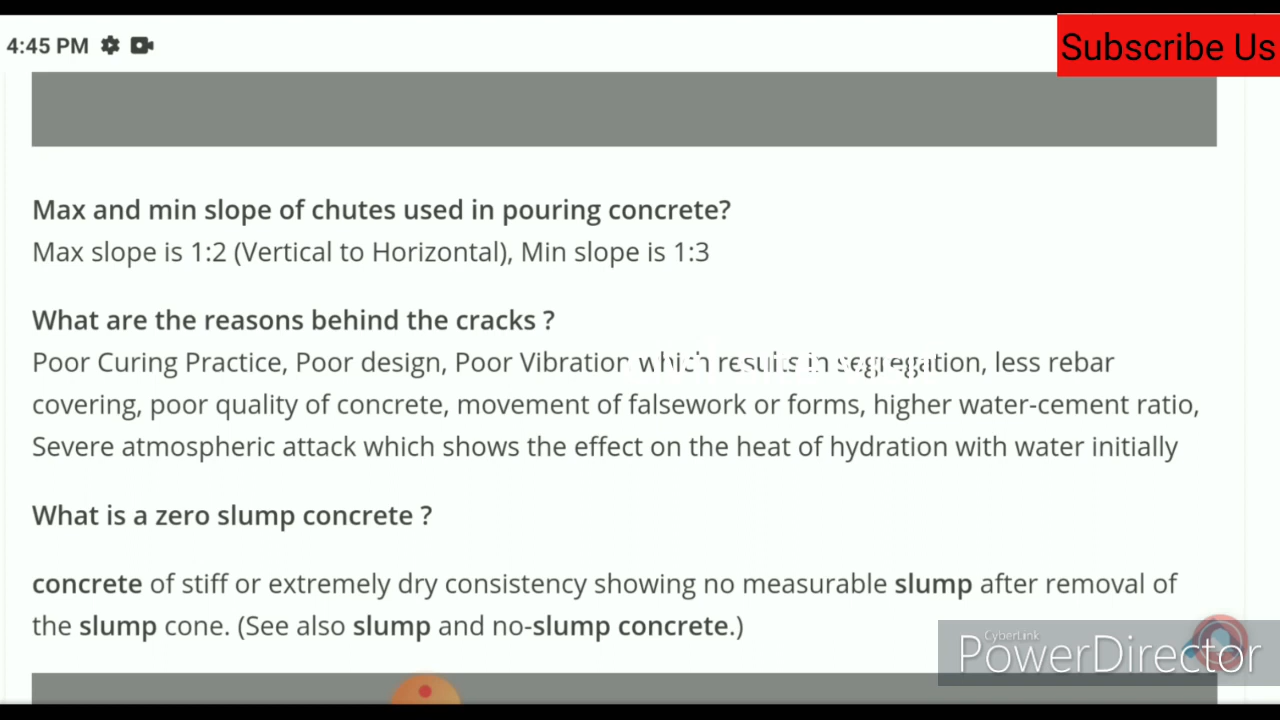 4:45 PM
Subscribe Us
Max and min slope of chutes used in pouring concrete?
Max slope is 1:2 (Vertical to Horizontal), Min slope is 1:3
What are the reasons behind the cracks ?
Poor Curing Practice, Poor design, Poor Vibration which results in segregation, less rebar
covering, poor quality of concrete, movement of falsework or forms, higher water-cement ratio,
Severe atmospheric attack which shows the effect on the heat of hydration with water initially
What is a zero slump concrete ?
concrete of stiff or extremely dry consistency showing no measurable slump after removal of
the slump cone. (See also slump and no-slump concrete.)
CyberLink
PowerDirector